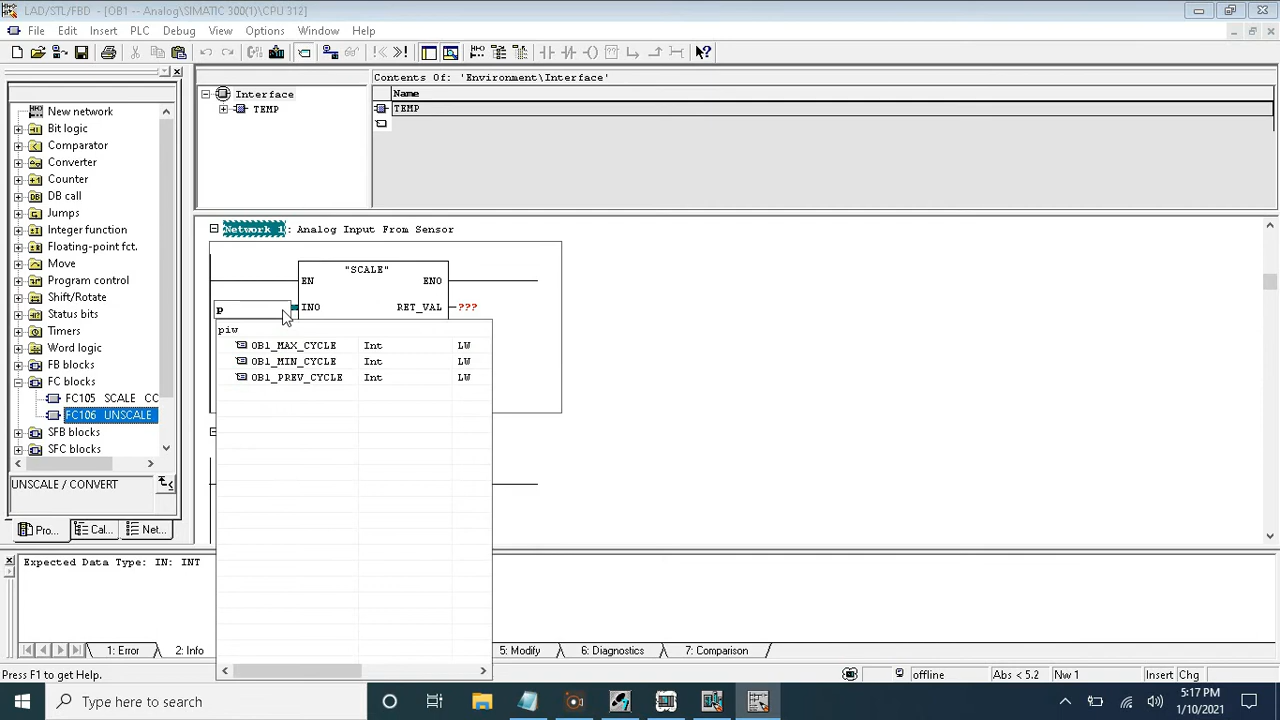 LAD/STL/FBD - [OB1 -- Analog\SIMATIC 300(1)\CPU 312]
File Edit Insert PLC Debug View Options Window Help
New network
Bit logic
Comparator
Converter
Counter
DB call
Jumps
Integer function
Floating-point fct.
Move
Program control
Shift/Rotate
Status bits
Timers
Word logic
FB blocks
FC blocks
FC105 SCALE CO
FC106 UNSCALE
SFB blocks
SFC blocks
UNSCALE / CONVERT
Pro... Cal... Net...
Interface
TEMP
Contents Of: 'Environment\Interface'
Name
TEMP
Network 1: Analog Input From Sensor
"SCALE"
EN ENO
p INO RET_VAL ???
piw
OB1_MAX_CYCLE Int LW
OB1_MIN_CYCLE Int LW
OB1_PREV_CYCLE Int LW
Expected Data Type: IN: INT
1: Error 2: Info 5: Modify 6: Diagnostics 7: Comparison
Press F1 to get Help. offline Abs < 5.2 Nw 1 Insert Chg
Type here to search
5:17 PM
1/10/2021